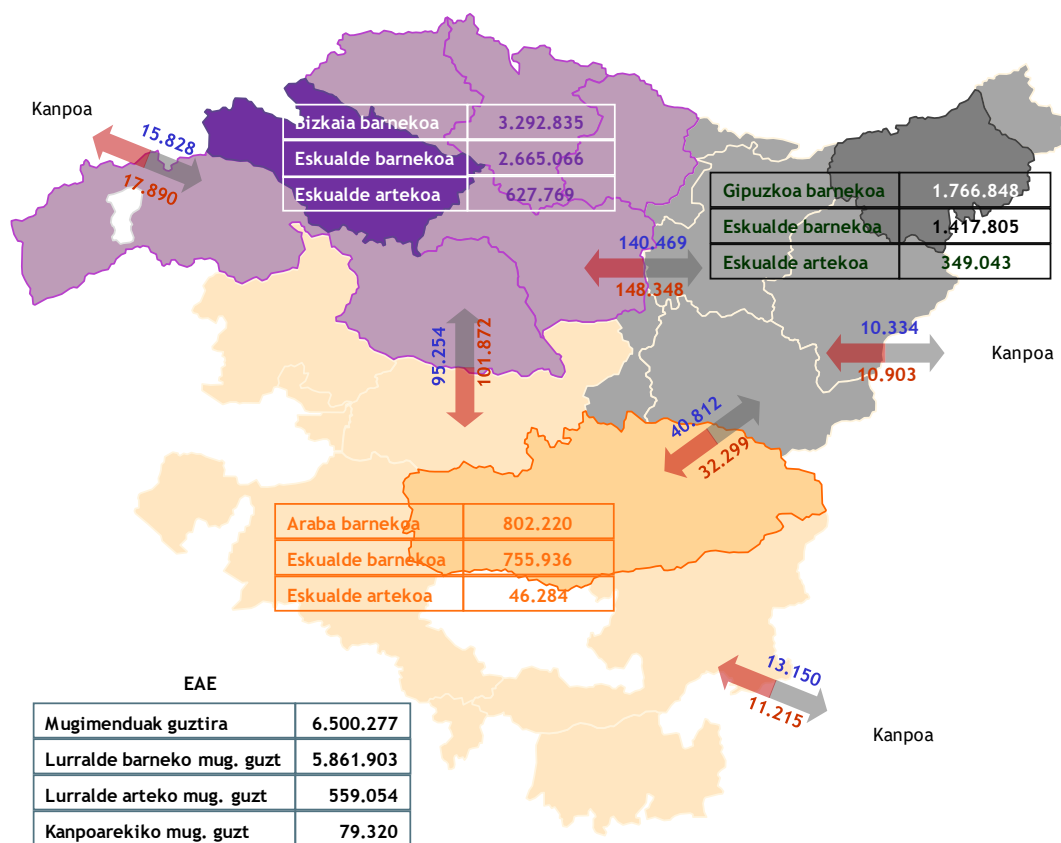 Kanpoa
15.828
17.890
Bizkaia barnekoa 3.292.835
Eskualde barnekoa 2.665.066
Eskualde artekoa 627.769
Gipuzkoa barnekoa 1.766.848
Eskualde barnekoa 1.417.805
Eskualde artekoa 349.043
140.469
148.348
95.254
101.872
10.334
10.903
Kanpoa
40.812
32.299
Araba barnekoa 802.220
Eskualde barnekoa 755.936
Eskualde artekoa 46.284
13.150
11.215
Kanpoa
EAE
Mugimenduak guztira 6.500.277
Lurralde barneko mug. guzt 5.861.903
Lurralde arteko mug. guzt 559.054
Kanpoarekiko mug. guzt 79.320